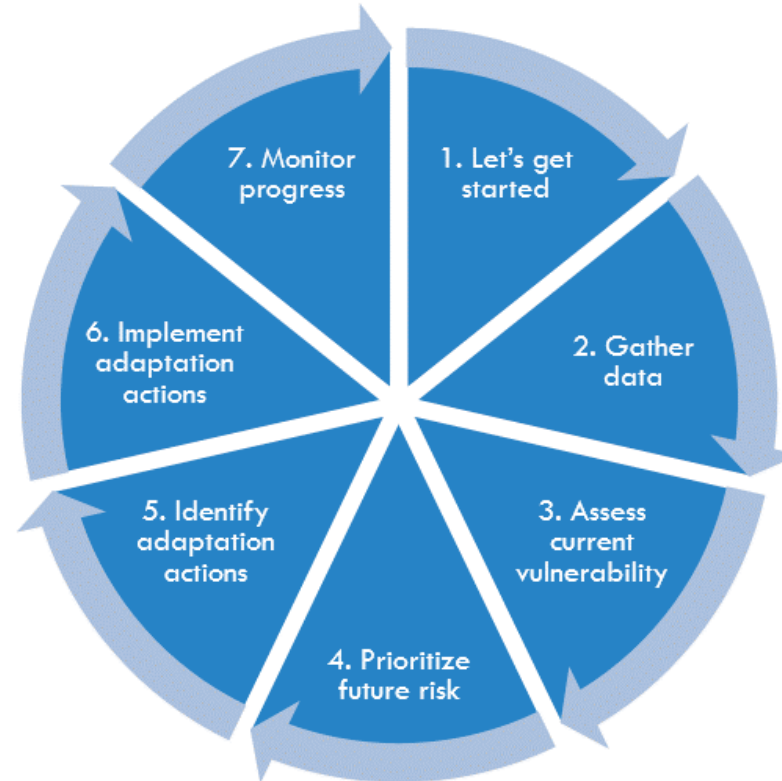 1. Let's get
started
2. Gather
data
3. Assess
current
vulnerability
4. Prioritize
future risk
5. Identify
adaptation
actions
6. Implement
adaptation
actions
7. Monitor
progress